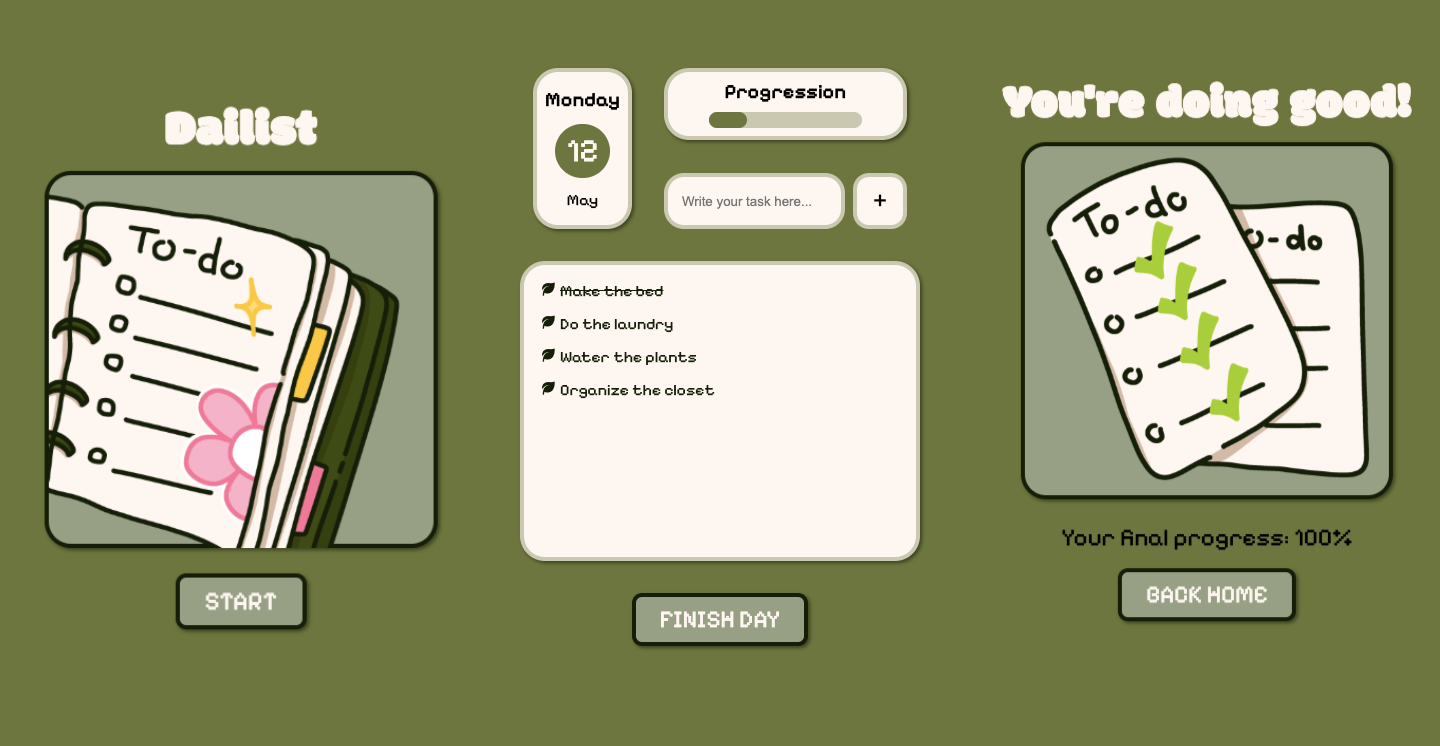 Dailist
To-do
START
Monday
12
May
Progression
Write your task here...
+
Make the bed
Do the laundry
Water the plants
Organize the closet
FINISH DAY
You're doing good!
To-do
o-do
Your final progress: 100%
BACK HOME